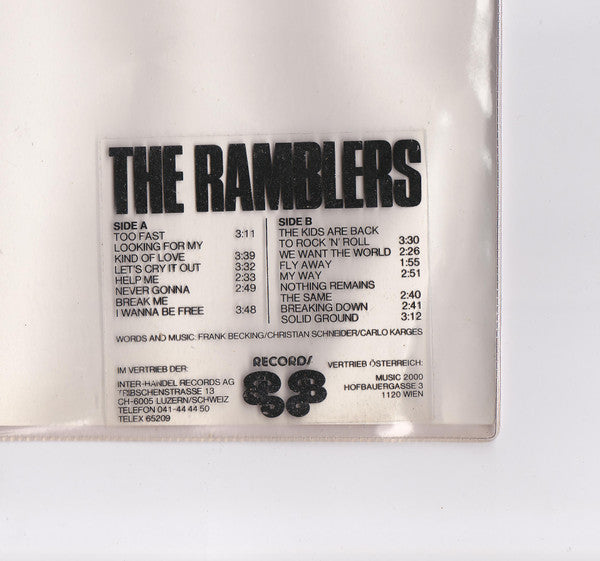 THE RAMBLERS
SIDE A
TOO FAST 3:11
LOOKING FOR MY
KIND OF LOVE 3:39
LET'S CRY IT OUT 3:32
HELP ME 2:33
NEVER GONNA 2:49
BREAK ME
I WANNA BE FREE 3:48
SIDE B
THE KIDS ARE BACK
TO ROCK 'N' ROLL 3:30
WE WANT THE WORLD 2:26
FLY AWAY 1:55
MY WAY 2:51
NOTHING REMAINS
THE SAME 2:40
BREAKING DOWN 2:41
SOLID GROUND 3:12
WORDS AND MUSIC: FRANK BECKING/CHRISTIAN SCHNEIDER/CARLO KARGES
IM VERTRIEB DER:
INTER-HANDEL RECORDS AG
TRIBSCHENSTRASSE 13
CH-6005 LUZERN/SCHWEIZ
TELEFON 041-44 44 50
TELEX 65209
RECORDS
VERTRIEB ÖSTERREICH:
MUSIC 2000
HOFBAUERGASSE 3
1120 WIEN